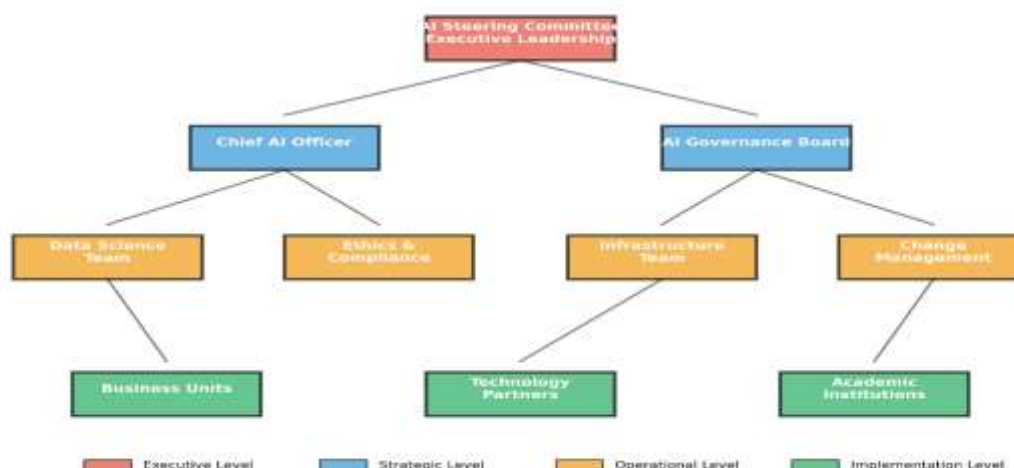 AI Steering Committee
Executive Leadership
Chief AI Officer
AI Governance Board
Data Science
Team
Ethics &
Compliance
Infrastructure
Team
Change
Management
Business Units
Technology
Partners
Academic
Institutions
Executive Level
Strategic Level
Operational Level
Implementation Level